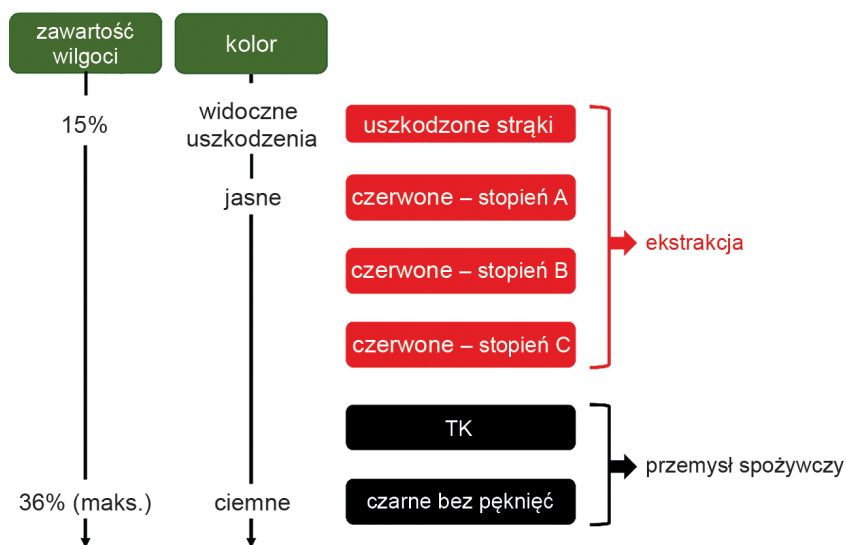 zawartość
wilgoci
kolor
15%
widoczne
uszkodzenia
uszkodzone strąki
jasne
czerwone – stopień A
ekstrakcja
czerwone – stopień B
czerwone – stopień C
TK
przemysł spożywczy
36% (maks.)
ciemne
czarne bez pęknięć